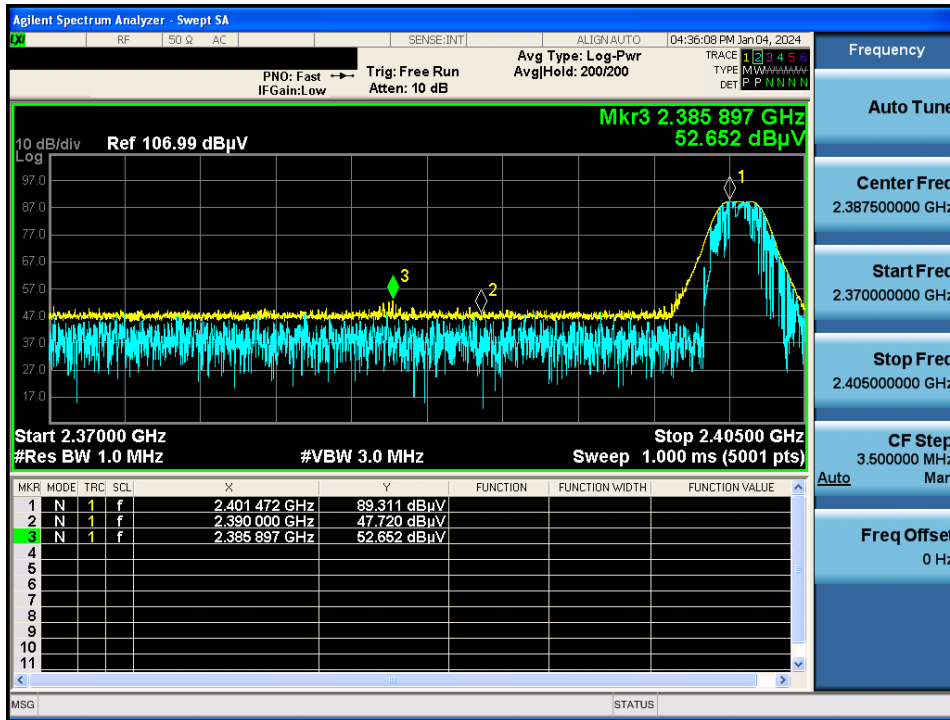 Agilent Spectrum Analyzer - Swept SA
LXI RF 50 Ω AC SENSE:INT ALIGN AUTO 04:36:08 PM Jan 04, 2024
PNO: Fast
IFGain:Low
Trig: Free Run
Atten: 10 dB
Avg Type: Log-Pwr
Avg|Hold: 200/200
TRACE 1 2 3 4 5 6
TYPE M W W W W W
DET P P N N N N
Mkr3 2.385 897 GHz
52.652 dBµV
10 dB/div Ref 106.99 dBµV
Log
97.0
87.0
77.0
67.0
57.0
47.0
37.0
27.0
17.0
1
3
2
Start 2.37000 GHz Stop 2.40500 GHz
#Res BW 1.0 MHz #VBW 3.0 MHz Sweep 1.000 ms (5001 pts)
MKR MODE TRC SCL X Y FUNCTION FUNCTION WIDTH FUNCTION VALUE
1 N 1 f 2.401 472 GHz 89.311 dBµV
2 N 1 f 2.390 000 GHz 47.720 dBµV
3 N 1 f 2.385 897 GHz 52.652 dBµV
4
5
6
7
8
9
10
11
MSG STATUS
Frequency
Auto Tune
Center Freq
2.387500000 GHz
Start Freq
2.370000000 GHz
Stop Freq
2.405000000 GHz
CF Step
3.500000 MHz
Auto Man
Freq Offset
0 Hz